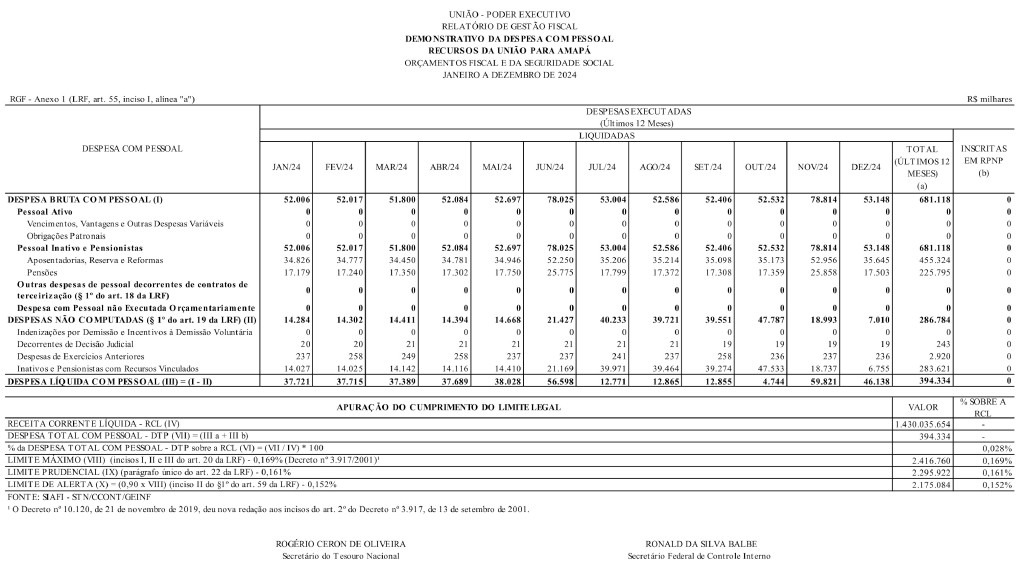 UNIÃO - PODER EXECUTIVO
RELATÓRIO DE GESTÃO FISCAL
DEMONSTRATIVO DA DESPESA COM PESSOAL
RECURSOS DA UNIÃO PARA AMAPÁ
ORÇAMENTOS FISCAL E DA SEGURIDADE SOCIAL
JANEIRO A DEZEMBRO DE 2024
RGF - Anexo 1 (LRF, art. 55, inciso I, alínea "a") R$ milhares
DESPESA COM PESSOAL
DESPESAS EXECUTADAS
(Últimos 12 Meses)
LIQUIDADAS
INSCRITAS EM RPNP (b)
JAN/24 FEV/24 MAR/24 ABR/24 MAI/24 JUN/24 JUL/24 AGO/24 SET/24 OUT/24 NOV/24 DEZ/24 TOTAL (ÚLTIMOS 12 MESES) (a)
DESPESA BRUTA COM PESSOAL (I) 52.006 52.017 51.800 52.084 52.697 78.025 53.004 52.586 52.406 52.532 78.814 53.148 681.118 0
Pessoal Ativo 0 0 0 0 0 0 0 0 0 0 0 0 0 0
Vencimentos, Vantagens e Outras Despesas Variáveis 0 0 0 0 0 0 0 0 0 0 0 0 0 0
Obrigações Patronais 0 0 0 0 0 0 0 0 0 0 0 0 0 0
Pessoal Inativo e Pensionistas 52.006 52.017 51.800 52.084 52.697 78.025 53.004 52.586 52.406 52.532 78.814 53.148 681.118 0
Aposentadorias, Reserva e Reformas 34.826 34.777 34.450 34.781 34.946 52.250 35.206 35.214 35.098 35.173 52.956 35.645 455.324 0
Pensões 17.179 17.240 17.350 17.302 17.750 25.775 17.799 17.372 17.308 17.359 25.858 17.503 225.795 0
Outras despesas de pessoal decorrentes de contratos de
terceirização (§ 1º do art. 18 da LRF) 0 0 0 0 0 0 0 0 0 0 0 0 0 0
Despesa com Pessoal não Executada Orçamentariamente 0 0 0 0 0 0 0 0 0 0 0 0 0 0
DESPESAS NÃO COMPUTADAS (§ 1º do art. 19 da LRF) (II) 14.284 14.302 14.411 14.394 14.668 21.427 40.233 39.721 39.551 47.787 18.993 7.010 286.784 0
Indenizações por Demissão e Incentivos à Demissão Voluntária 0 0 0 0 0 0 0 0 0 0 0 0 0 0
Decorrentes de Decisão Judicial 20 20 21 21 21 21 21 21 19 19 19 19 243 0
Despesas de Exercícios Anteriores 237 258 249 258 237 237 241 237 258 236 237 236 2.920 0
Inativos e Pensionistas com Recursos Vinculados 14.027 14.025 14.142 14.116 14.410 21.169 39.971 39.464 39.274 47.533 18.737 6.755 283.621 0
DESPESA LÍQUIDA COM PESSOAL (III) = (I - II) 37.721 37.715 37.389 37.689 38.028 56.598 12.771 12.865 12.855 4.744 59.821 46.138 394.334 0
APURAÇÃO DO CUMPRIMENTO DO LIMITE LEGAL VALOR % SOBRE A RCL
RECEITA CORRENTE LÍQUIDA - RCL (IV) 1.430.035.654 -
DESPESA TOTAL COM PESSOAL - DTP (VII) = (III a + III b) 394.334 -
% da DESPESA TOTAL COM PESSOAL - DTP sobre a RCL (VI) = (VII / IV) * 100 0,028%
LIMITE MÁXIMO (VIII) (incisos I, II e III do art. 20 da LRF) - 0,169% (Decreto nº 3.917/2001)¹ 2.416.760 0,169%
LIMITE PRUDENCIAL (IX) (parágrafo único do art. 22 da LRF) - 0,161% 2.295.922 0,161%
LIMITE DE ALERTA (X) = (0,90 x VIII) (inciso II do §1º do art. 59 da LRF) - 0,152% 2.175.084 0,152%
FONTE: SIAFI - STN/CCONT/GEINF
¹ O Decreto nº 10.120, de 21 de novembro de 2019, deu nova redação aos incisos do art. 2º do Decreto nº 3.917, de 13 de setembro de 2001.
ROGÉRIO CERON DE OLIVEIRA RONALD DA SILVA BALBE
Secretário do Tesouro Nacional Secretário Federal de Controle Interno